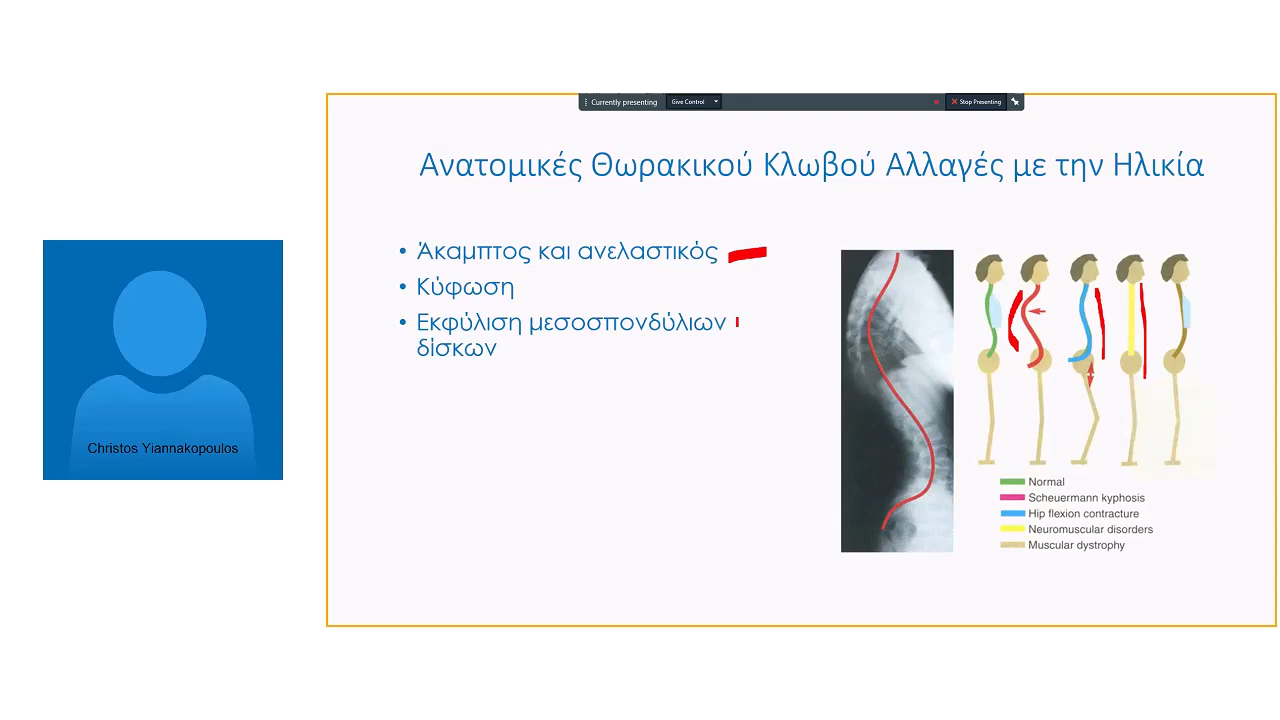 Currently presenting Give Control Stop Presenting
Ανατομικές Θωρακικού Κλωβού Αλλαγές με την Ηλικία
• Άκαμπτος και ανελαστικός
• Κύφωση
• Εκφύλιση μεσοσπονδύλιων
δίσκων
Christos Yiannakopoulos
Normal
Scheuermann kyphosis
Hip flexion contracture
Neuromuscular disorders
Muscular dystrophy